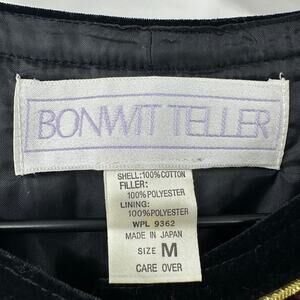 BONWIT TELLER
SHELL:100%COTTON
FILLER:
100%POLYESTER
LINING:
100%POLYESTER
WPL 9362
MADE IN JAPAN
SIZE M
CARE OVER